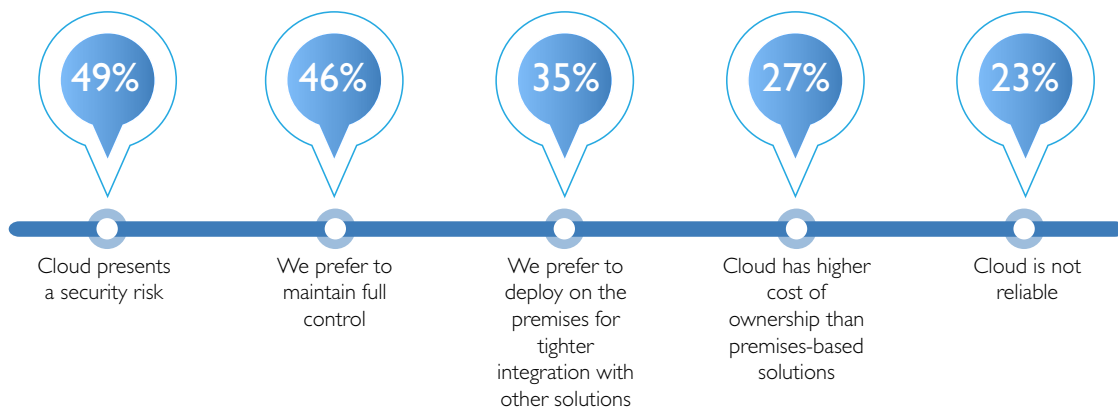 49%
46%
35%
27%
23%
Cloud presents
a security risk
We prefer to
maintain full
control
We prefer to
deploy on the
premises for
tighter
integration with
other solutions
Cloud has higher
cost of
ownership than
premises-based
solutions
Cloud is not
reliable